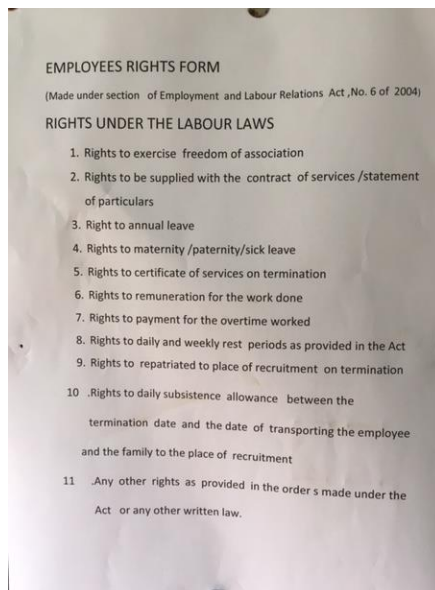 EMPLOYEES RIGHTS FORM
(Made under section of Employment and Labour Relations Act ,No. 6 of 2004)
RIGHTS UNDER THE LABOUR LAWS
1. Rights to exercise freedom of association
2. Rights to be supplied with the contract of services /statement
of particulars
3. Right to annual leave
4. Rights to maternity /paternity/sick leave
5. Rights to certificate of services on termination
6. Rights to remuneration for the work done
7. Rights to payment for the overtime worked
8. Rights to daily and weekly rest periods as provided in the Act
9. Rights to repatriated to place of recruitment on termination
10 .Rights to daily subsistence allowance between the
termination date and the date of transporting the employee
and the family to the place of recruitment
11 .Any other rights as provided in the order s made under the
Act or any other written law.